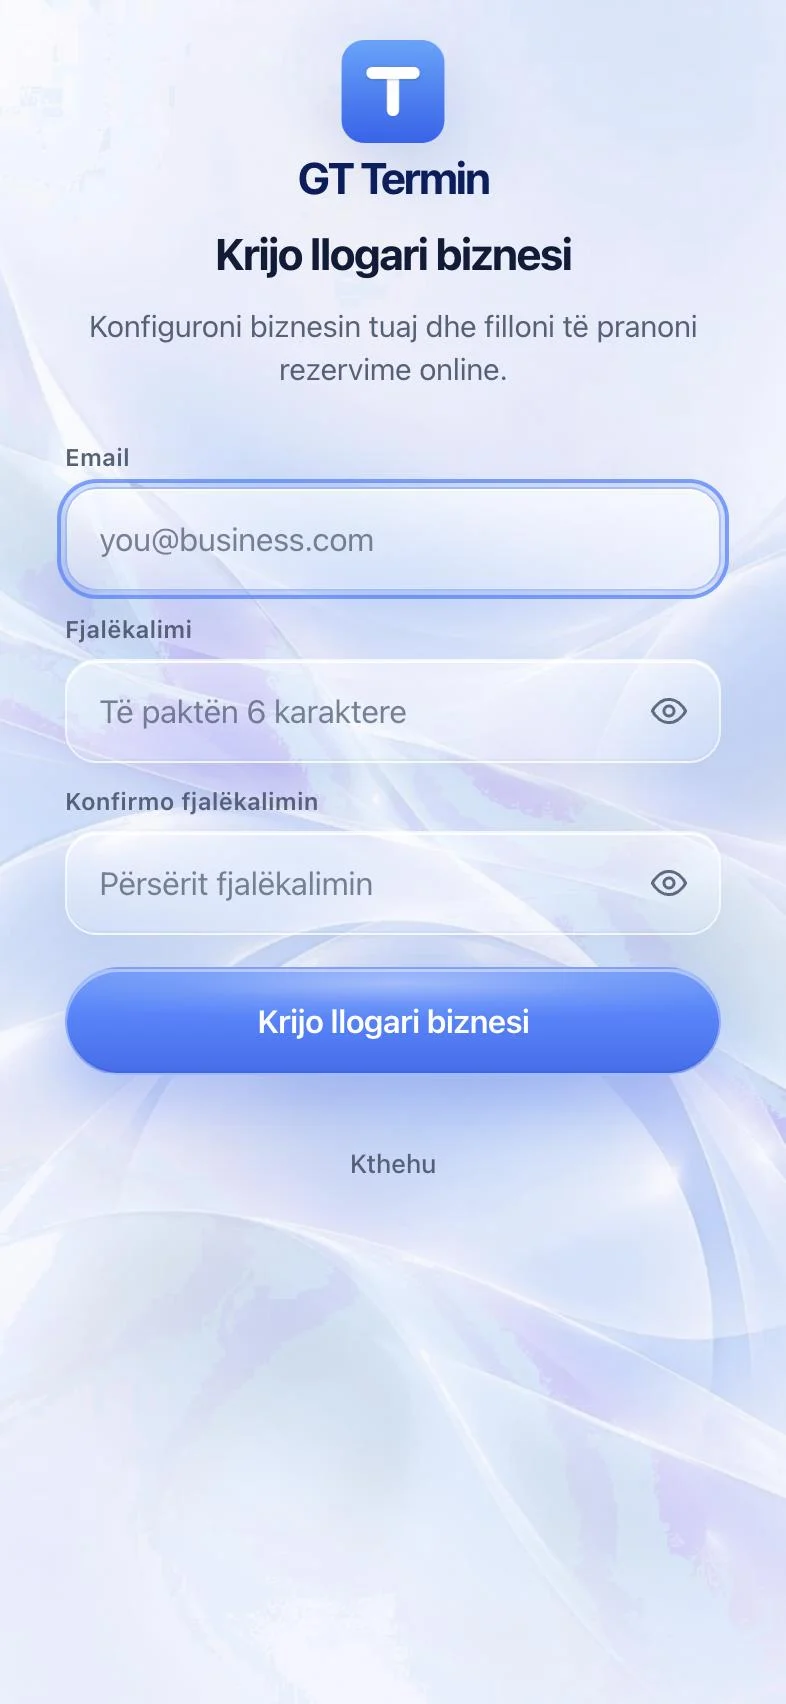 T
GT Termin
Krijo llogari biznesi
Konfiguroni biznesin tuaj dhe filloni të pranoni
rezervime online.
Email
you@business.com
Fjalëkalimi
Të paktën 6 karaktere
Konfirmo fjalëkalimin
Përsërit fjalëkalimin
Krijo llogari biznesi
Kthehu